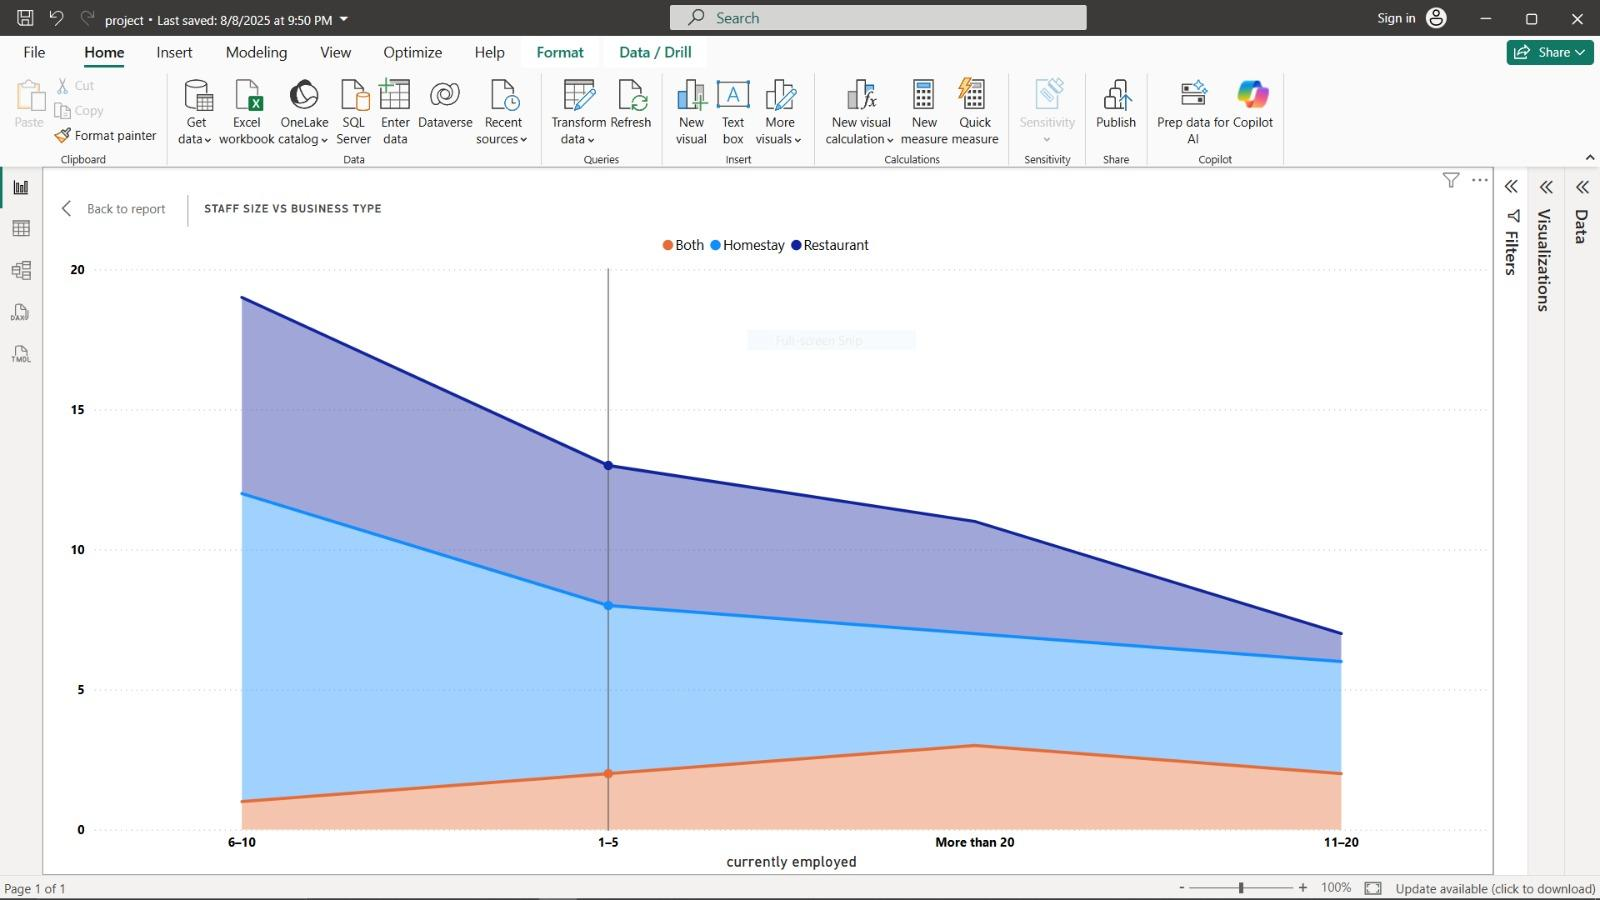 project • Last saved: 8/8/2025 at 9:50 PM
Search
Sign in
File Home Insert Modeling View Optimize Help Format Data / Drill
Share
Paste
Cut
Copy
Format painter
Clipboard
Get data
Excel workbook
OneLake catalog
SQL Server
Enter data
Dataverse
Recent sources
Data
Transform data
Refresh
Queries
New visual
Text box
More visuals
Insert
New visual calculation
New measure
Quick measure
Calculations
Sensitivity
Sensitivity
Publish
Share
Prep data for AI
Copilot
Copilot
DAX
TMDL
Back to report
STAFF SIZE VS BUSINESS TYPE
Both Homestay Restaurant
Full-screen Snip
20
15
10
5
0
6–10 1–5 More than 20 11–20
currently employed
Filters
Visualizations
Data
Page 1 of 1
- + 100% Update available (click to download)